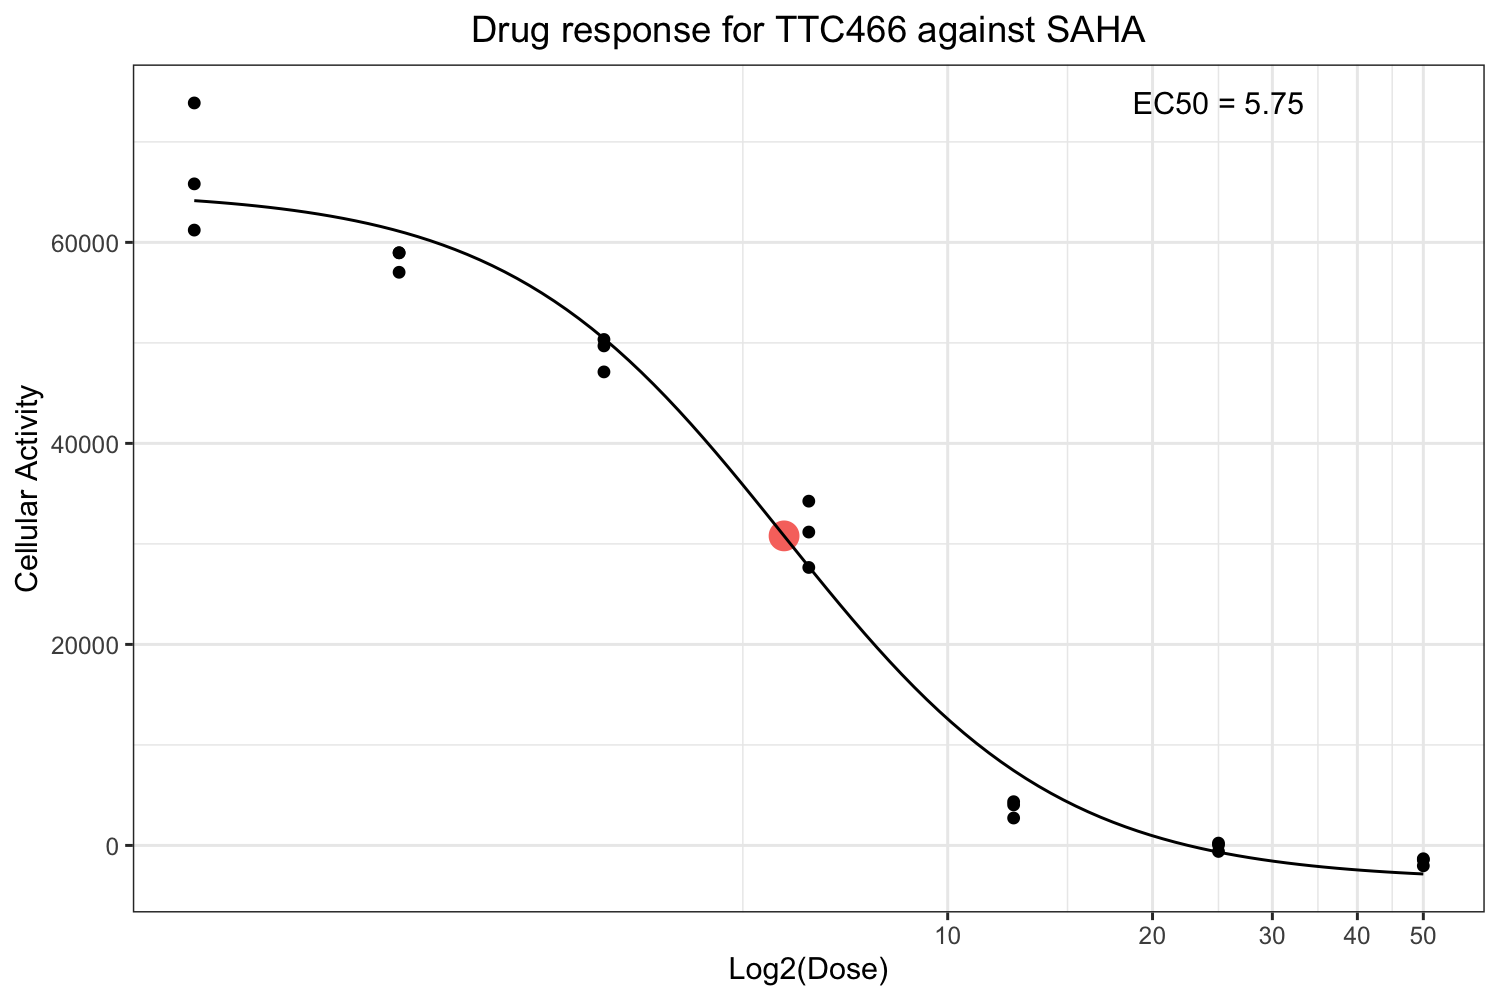 Drug response for TTC466 against SAHA
EC50 = 5.75
Cellular Activity
60000
40000
20000
0
10 20 30 40 50
Log2(Dose)